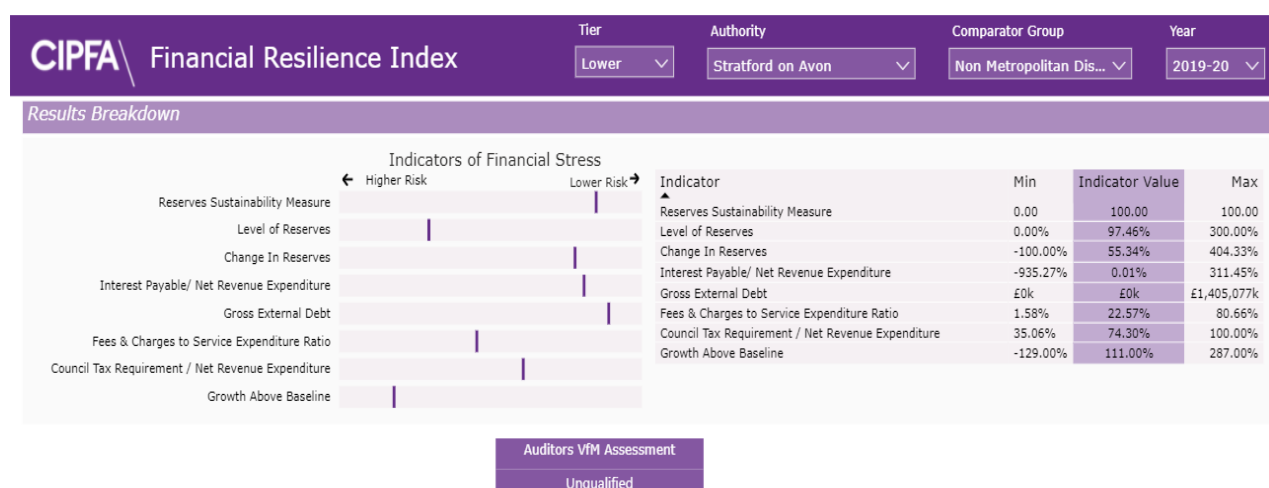 CIPFA\ Financial Resilience Index
Tier
Lower
Authority
Stratford on Avon
Comparator Group
Non Metropolitan Dis...
Year
2019-20
Results Breakdown
Indicators of Financial Stress
← Higher Risk Lower Risk →
Reserves Sustainability Measure
Level of Reserves
Change In Reserves
Interest Payable/ Net Revenue Expenditure
Gross External Debt
Fees & Charges to Service Expenditure Ratio
Council Tax Requirement / Net Revenue Expenditure
Growth Above Baseline
Indicator Min Indicator Value Max
Reserves Sustainability Measure 0.00 100.00 100.00
Level of Reserves 0.00% 97.46% 300.00%
Change In Reserves -100.00% 55.34% 404.33%
Interest Payable/ Net Revenue Expenditure -935.27% 0.01% 311.45%
Gross External Debt £0k £0k £1,405,077k
Fees & Charges to Service Expenditure Ratio 1.58% 22.57% 80.66%
Council Tax Requirement / Net Revenue Expenditure 35.06% 74.30% 100.00%
Growth Above Baseline -129.00% 111.00% 287.00%
Auditors VfM Assessment
Unqualified